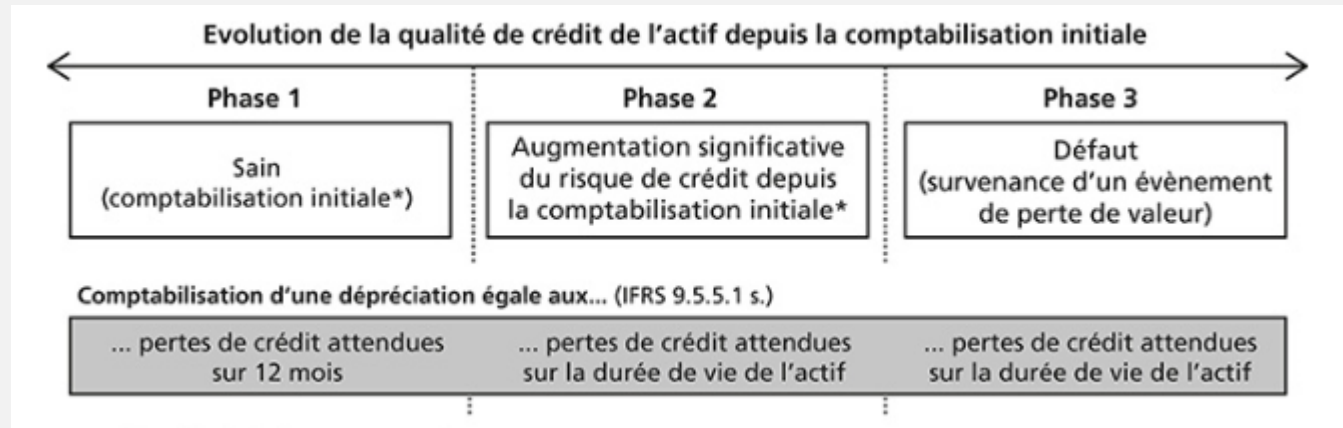 Evolution de la qualité de crédit de l'actif depuis la comptabilisation initiale
Phase 1
Phase 2
Phase 3
Sain
(comptabilisation initiale*)
Augmentation significative
du risque de crédit depuis
la comptabilisation initiale*
Défaut
(survenance d'un évènement
de perte de valeur)
Comptabilisation d'une dépréciation égale aux... (IFRS 9.5.5.1 s.)
... pertes de crédit attendues
sur 12 mois
... pertes de crédit attendues
sur la durée de vie de l'actif
... pertes de crédit attendues
sur la durée de vie de l'actif